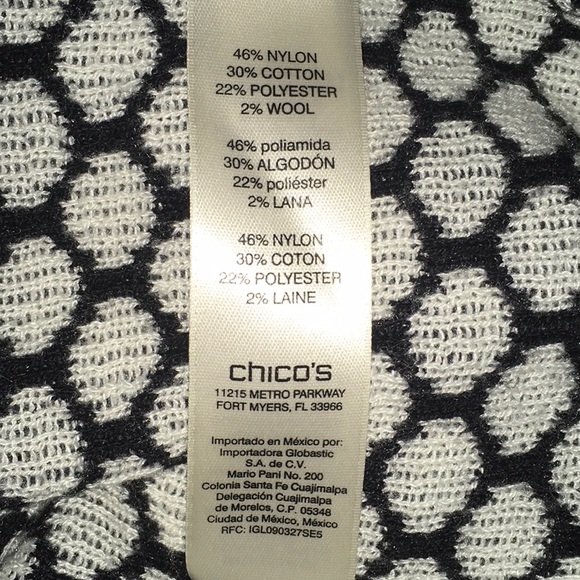 46% NYLON
30% COTTON
22% POLYESTER
2% WOOL
46% poliamida
30% ALGODÓN
22% poliéster
2% LANA
46% NYLON
30% COTON
22% POLYESTER
2% LAINE
chico's
11215 METRO PARKWAY
FORT MYERS, FL 33966
Importado en México por:
Importadora Globastic
S.A. de C.V.
Mario Pani No. 200
Colonia Santa Fe Cuajimalpa
Delegación Cuajimalpa
de Morelos, C.P. 05348
Ciudad de México, México
RFC: IGL090327SE5